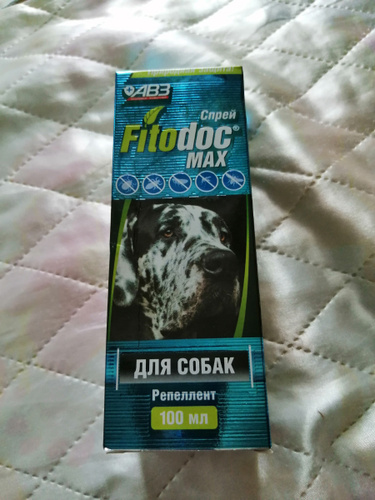 АВЗ
Спрей
Fitodoc®
MAX
ДЛЯ СОБАК
Репеллент
100 мл